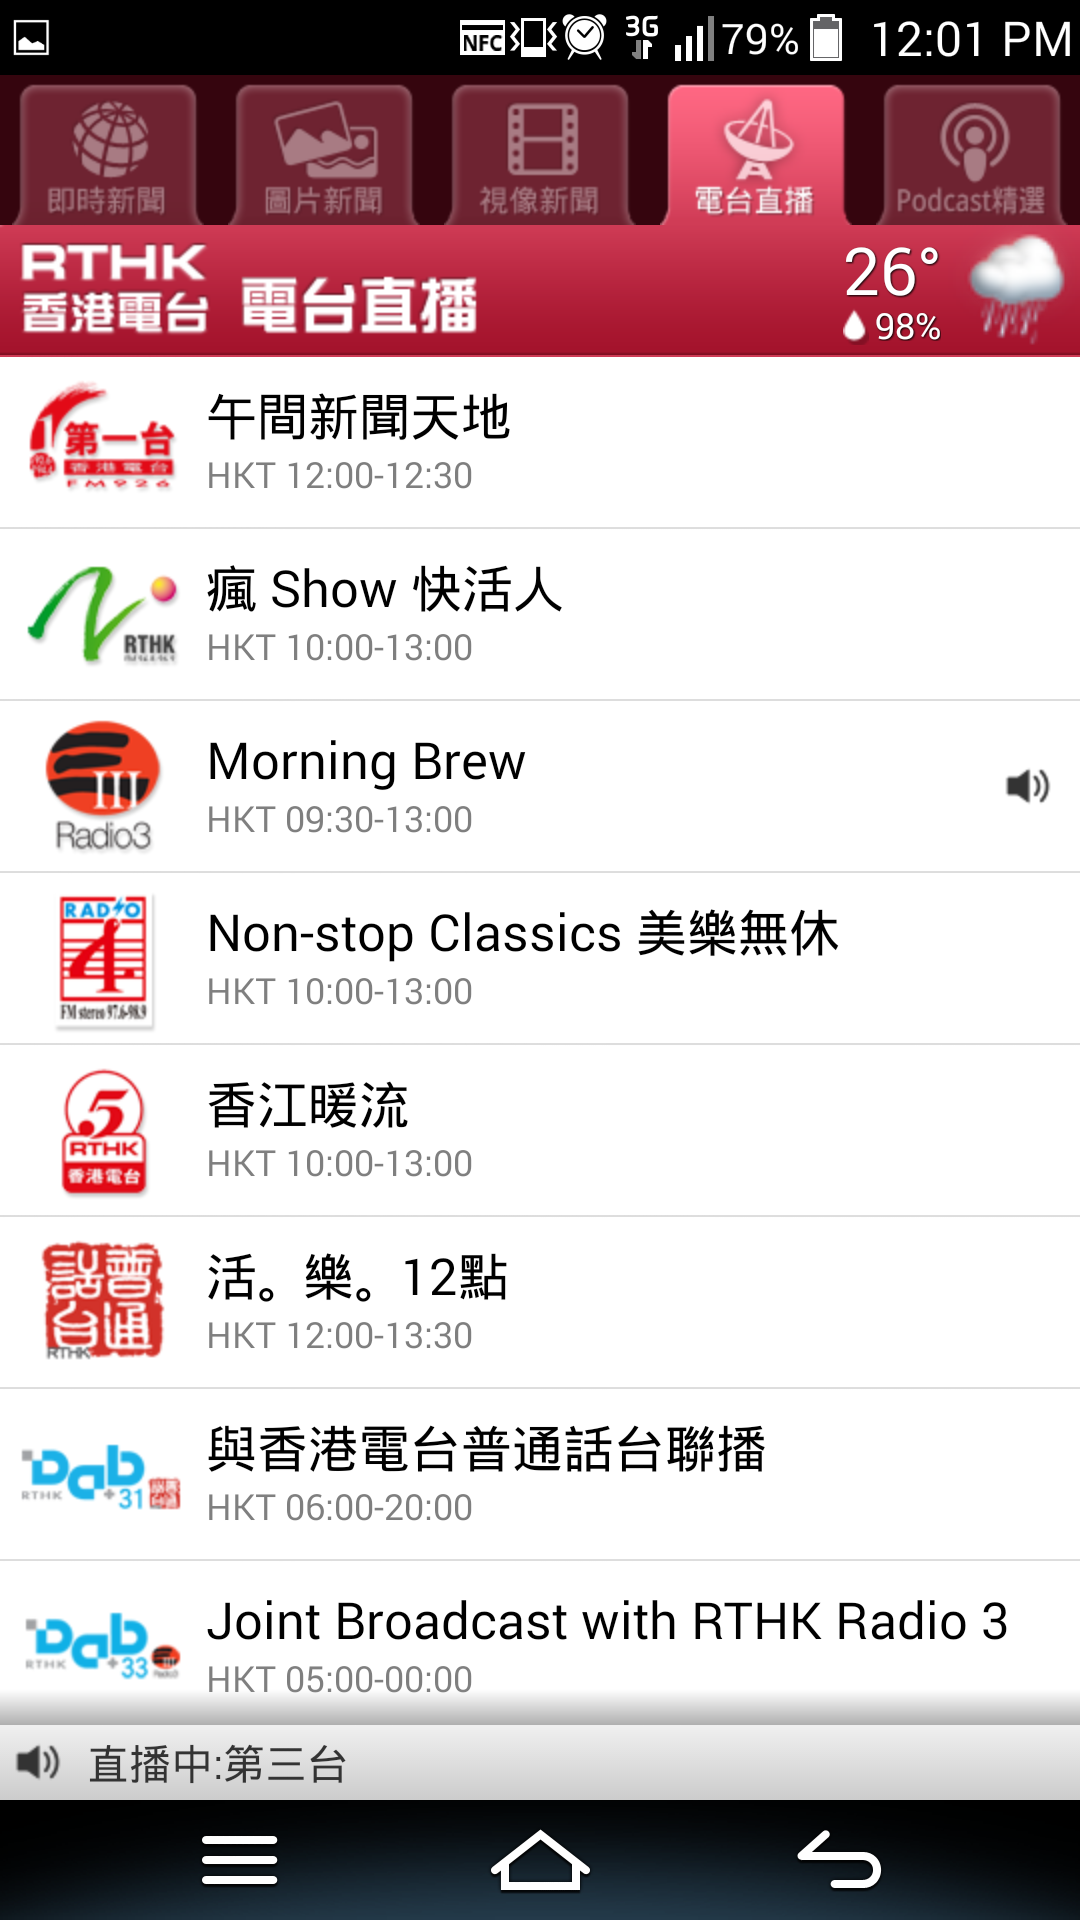 NFC 3G 79% 12:01 PM
即時新聞 圖片新聞 視像新聞 電台直播 Podcast精選
RTHK
香港電台 電台直播
26°
98%
第一台
香港電台
FM926
午間新聞天地
HKT 12:00-12:30
RTHK
瘋 Show 快活人
HKT 10:00-13:00
III
Radio3
Morning Brew
HKT 09:30-13:00
RADIO
4
FM stereo 97.6-98.9
Non-stop Classics 美樂無休
HKT 10:00-13:00
5
RTHK
香港電台
香江暖流
HKT 10:00-13:00
普通話台
RTHK
活。樂。12點
HKT 12:00-13:30
Dab
RTHK +31
與香港電台普通話台聯播
HKT 06:00-20:00
Dab
RTHK +33
Radio3
Joint Broadcast with RTHK Radio 3
HKT 05:00-00:00
直播中:第三台